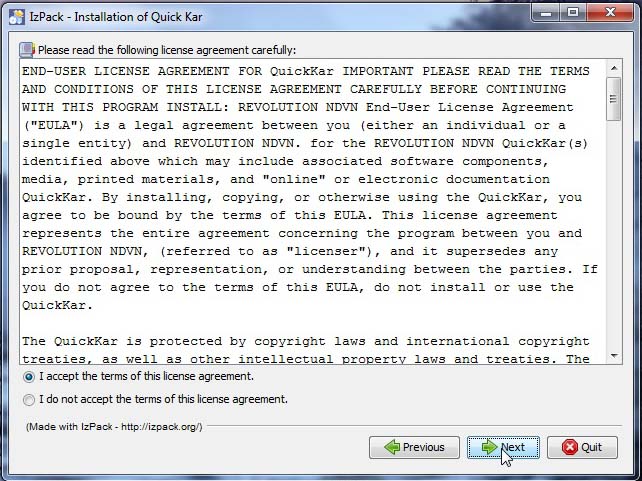 IzPack - Installation of Quick Kar
Please read the following license agreement carefully:
END-USER LICENSE AGREEMENT FOR QuickKar IMPORTANT PLEASE READ THE TERMS
AND CONDITIONS OF THIS LICENSE AGREEMENT CAREFULLY BEFORE CONTINUING
WITH THIS PROGRAM INSTALL: REVOLUTION NDVN End-User License Agreement
("EULA") is a legal agreement between you (either an individual or a
single entity) and REVOLUTION NDVN. for the REVOLUTION NDVN QuickKar(s)
identified above which may include associated software components,
media, printed materials, and "online" or electronic documentation
QuickKar. By installing, copying, or otherwise using the QuickKar, you
agree to be bound by the terms of this EULA. This license agreement
represents the entire agreement concerning the program between you and
REVOLUTION NDVN, (referred to as "licenser"), and it supersedes any
prior proposal, representation, or understanding between the parties. If
you do not agree to the terms of this EULA, do not install or use the
QuickKar.
The QuickKar is protected by copyright laws and international copyright
treaties, as well as other intellectual property laws and treaties. The
I accept the terms of this license agreement.
I do not accept the terms of this license agreement.
(Made with IzPack - http://izpack.org/)
Previous
Next
Quit